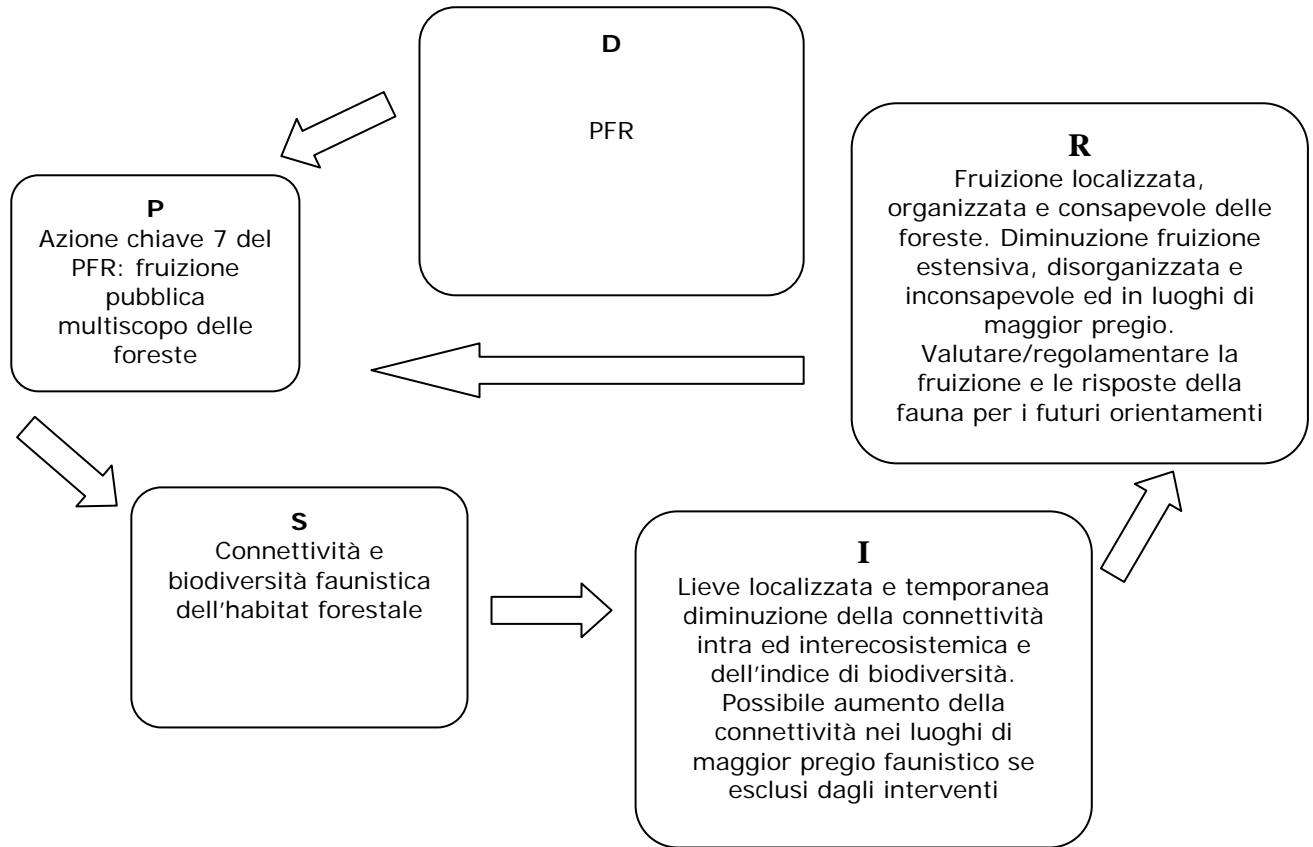 D
PFR
P
Azione chiave 7 del
PFR: fruizione
pubblica
multiscopo delle
foreste
S
Connettività e
biodiversità faunistica
dell'habitat forestale
I
Lieve localizzata e temporanea
diminuzione della connettività
intra ed interecosistemica e
dell'indice di biodiversità.
Possibile aumento della
connettività nei luoghi di
maggior pregio faunistico se
esclusi dagli interventi
R
Fruizione localizzata,
organizzata e consapevole delle
foreste. Diminuzione fruizione
estensiva, disorganizzata e
inconsapevole ed in luoghi di
maggior pregio.
Valutare/regolamentare la
fruizione e le risposte della
fauna per i futuri orientamenti